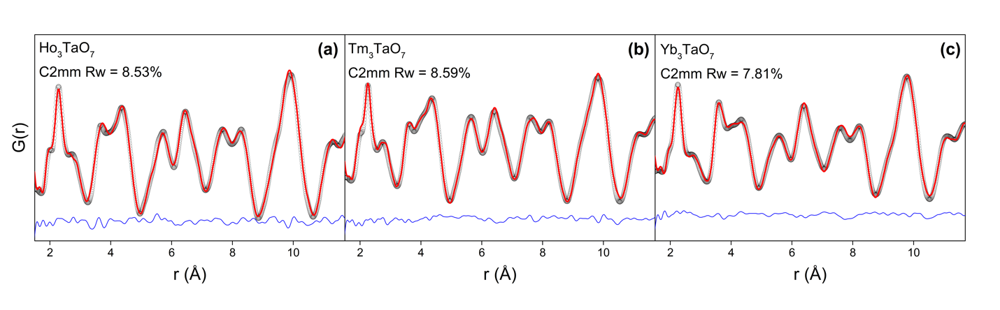 Ho₃TaO₇ (a)
C2mm Rw = 8.53%
Tm₃TaO₇ (b)
C2mm Rw = 8.59%
Yb₃TaO₇ (c)
C2mm Rw = 7.81%
G(r)
2 4 6 8 10
2 4 6 8 10
2 4 6 8 10
r (Å)
r (Å)
r (Å)